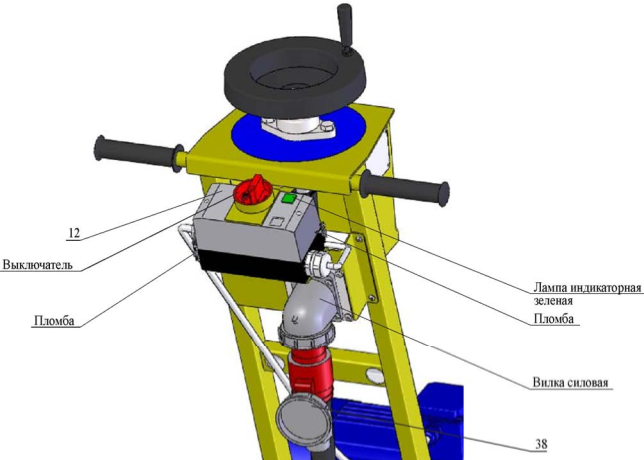 12
Выключатель
Пломба
Лампа индикаторная
зеленая
Пломба
Вилка силовая
38